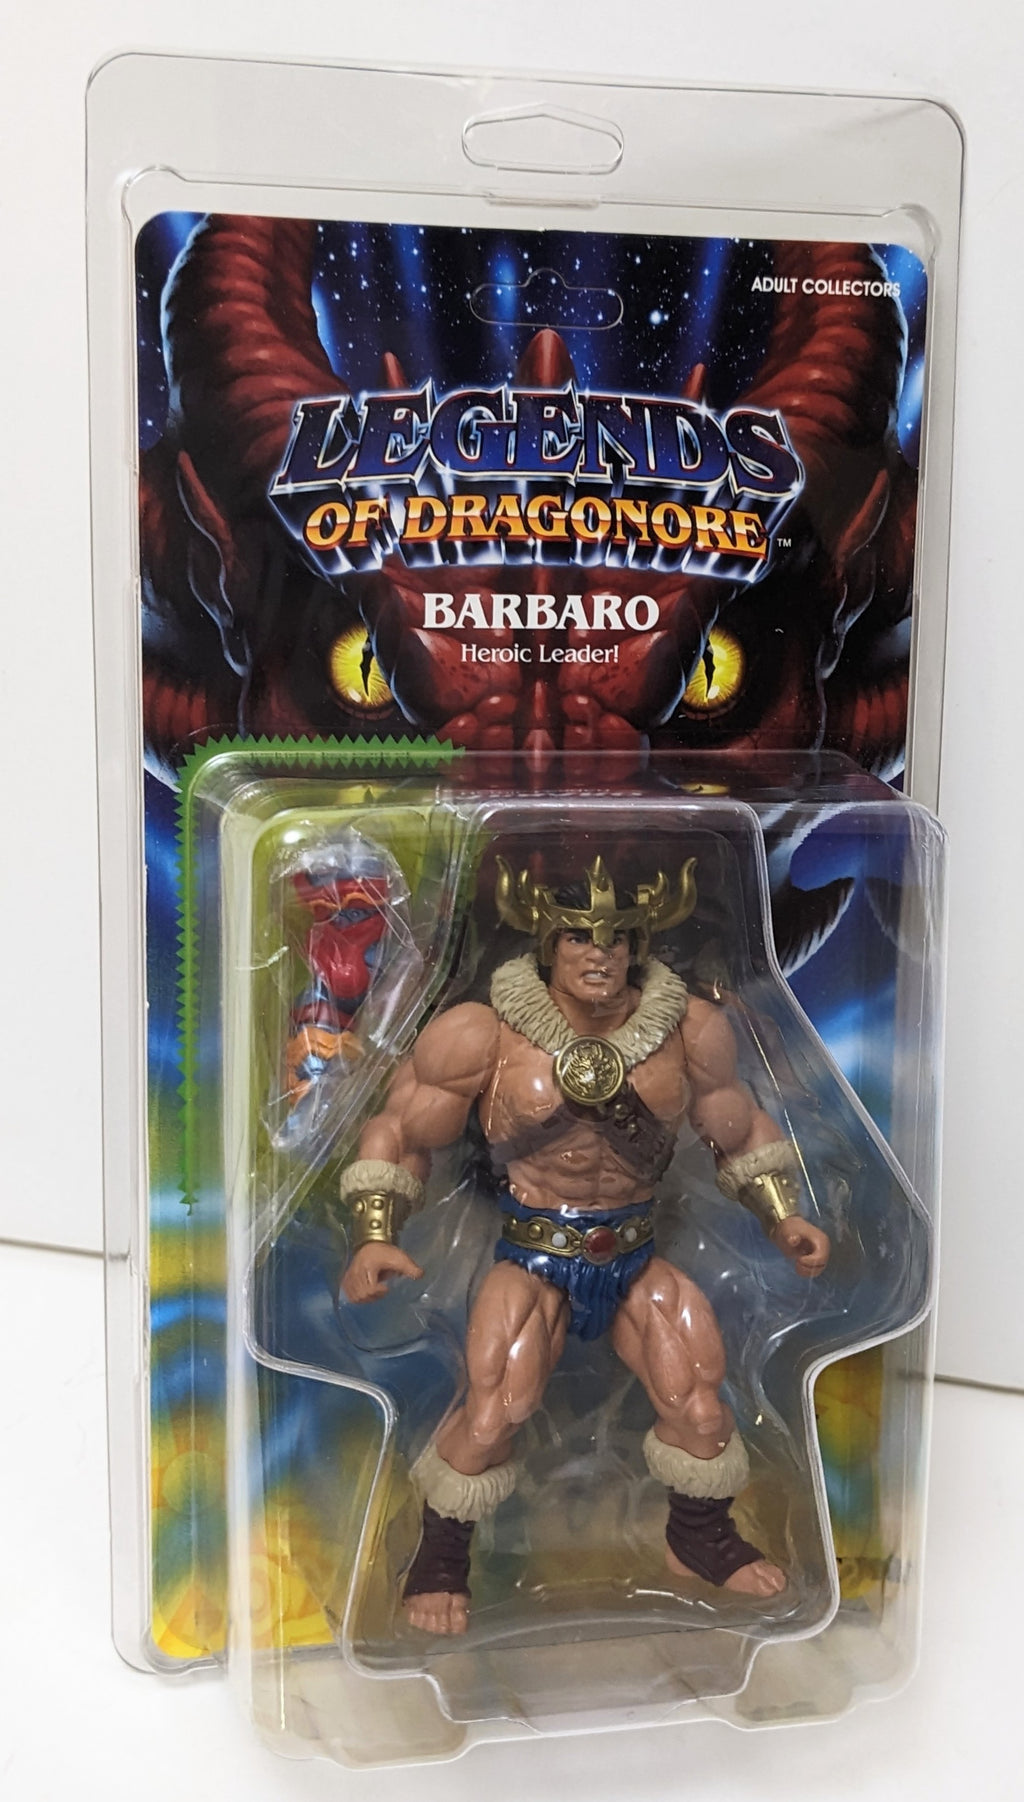 ADULT COLLECTORS
LEGENDS
OF DRAGONORE™
BARBARO
Heroic Leader!